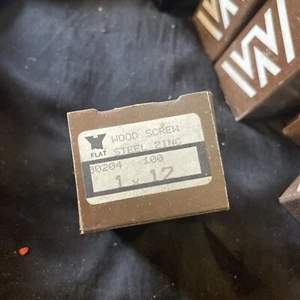 WOOD SCREW
FLAT STEEL ZINC
00204 100
1 x 12